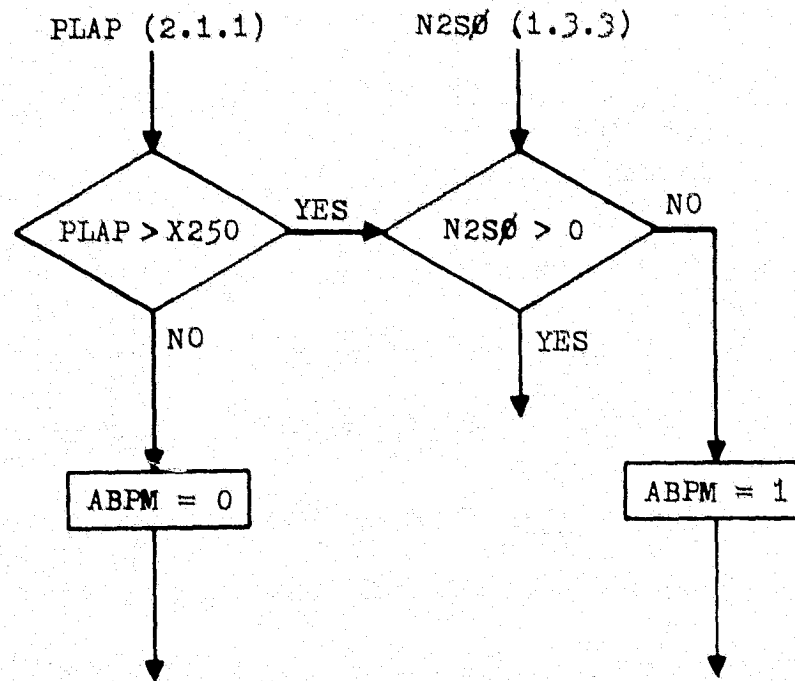 PLAP (2.1.1)
N2SØ (1.3.3)
PLAP > X250
YES
N2SØ > 0
NO
NO
YES
ABPM = 0
ABPM = 1